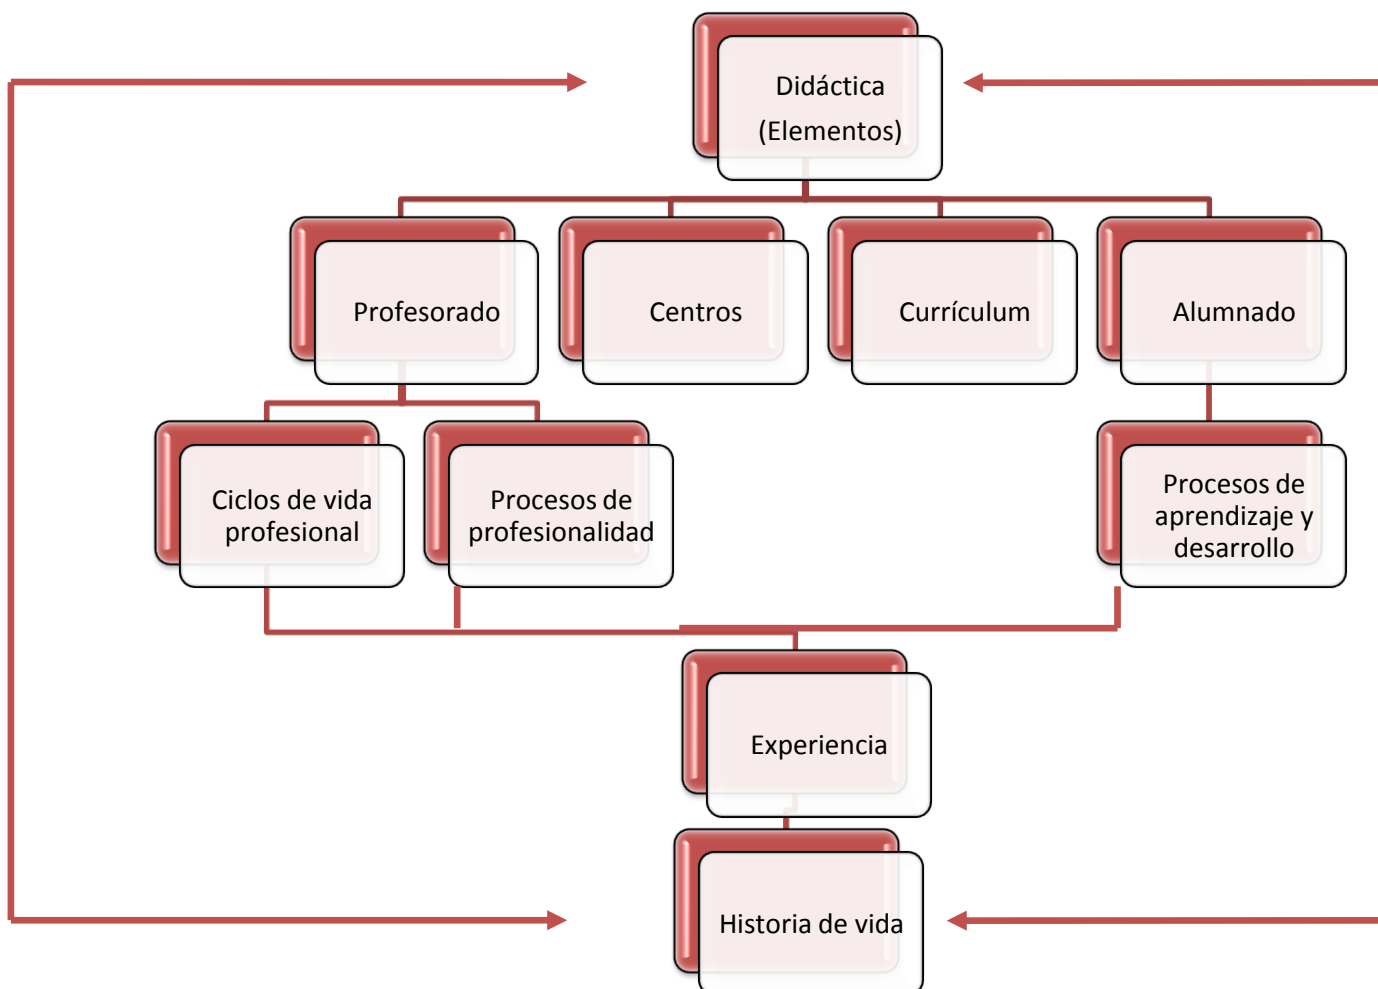 Didáctica
(Elementos)
Profesorado
Centros
Currículum
Alumnado
Ciclos de vida
profesional
Procesos de
profesionalidad
Procesos de
aprendizaje y
desarrollo
Experiencia
Historia de vida